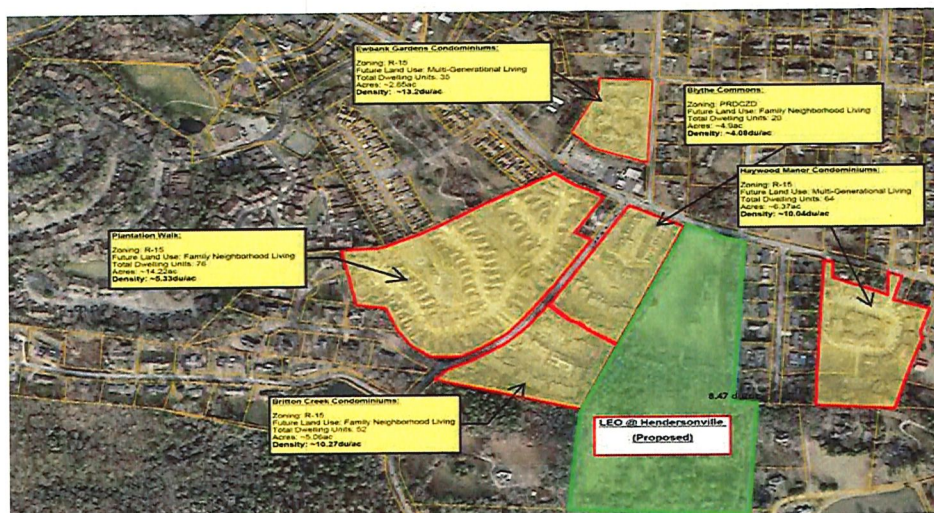 Ewbank Gardens Condominiums:
Zoning: R-15
Future Land Use: Multi-Generational Living
Total Dwelling Units: 35
Acres: ~2.65ac
Density: ~13.2du/ac
Blythe Commons:
Zoning: PRDCZD
Future Land Use: Family Neighborhood Living
Total Dwelling Units: 20
Acres: ~4.9ac
Density: ~4.08du/ac
Haywood Manor Condominiums:
Zoning: R-15
Future Land Use: Multi-Generational Living
Total Dwelling Units: 64
Acres: ~6.37ac
Density: ~10.04du/ac
Plantation Walk:
Zoning: R-15
Future Land Use: Family Neighborhood Living
Total Dwelling Units: 76
Acres: ~14.22ac
Density: ~5.33du/ac
Britton Creek Condominiums:
Zoning: R-15
Future Land Use: Family Neighborhood Living
Total Dwelling Units: 52
Acres: ~5.06ac
Density: ~10.27du/ac
8.47
LEO @ Hendersonville
(Proposed)